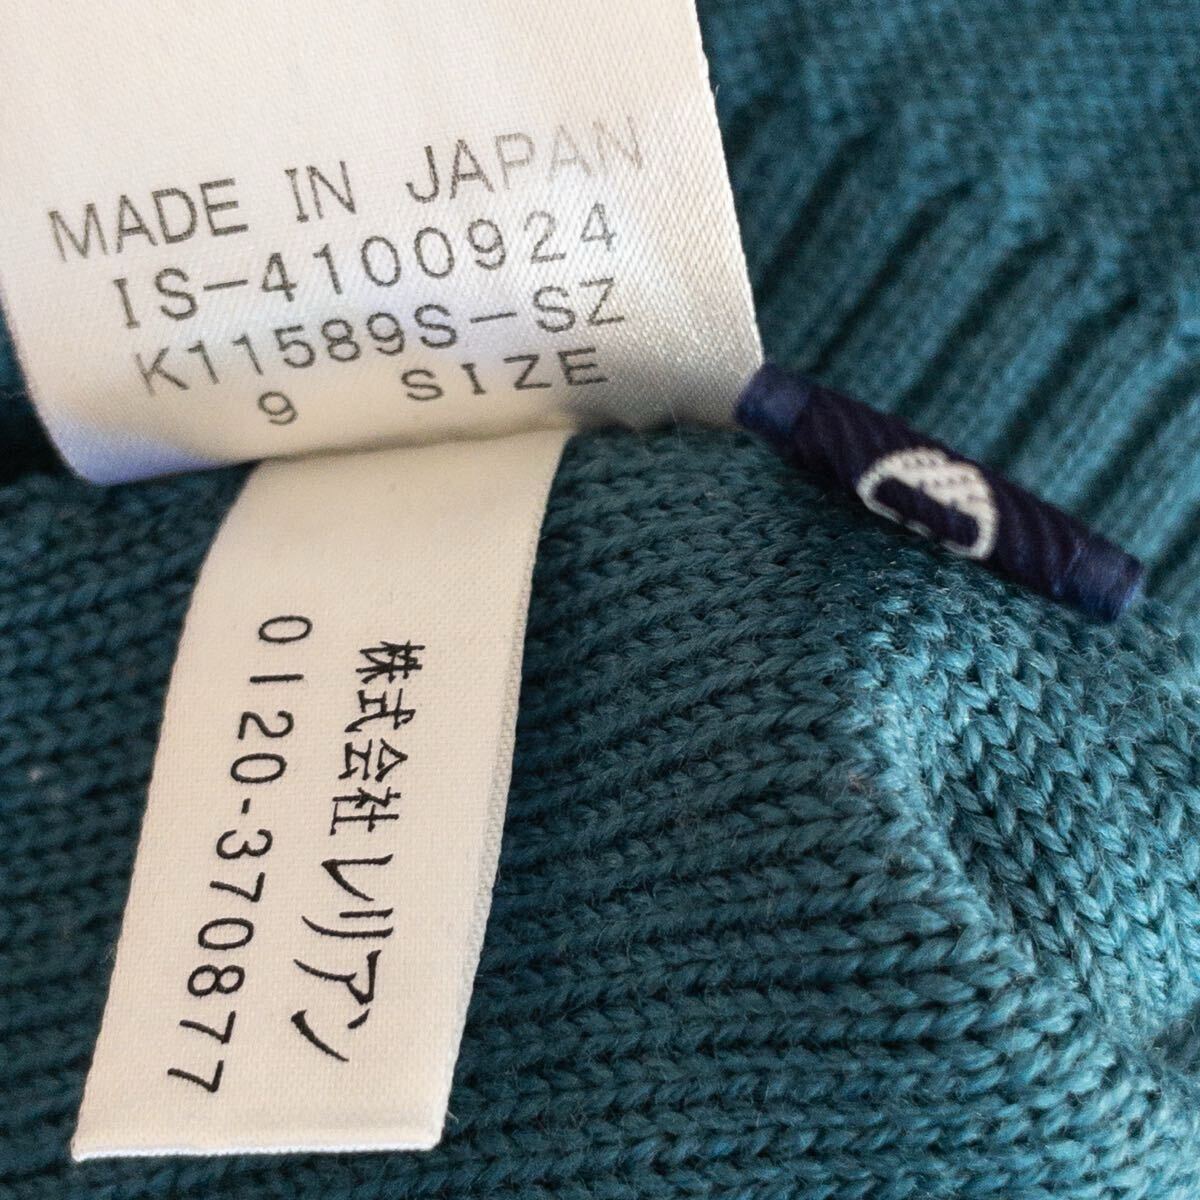 MADE IN JAPAN
IS-4100924
K11589S-SZ
9 SIZE
株式会社レリアン
0120-370877